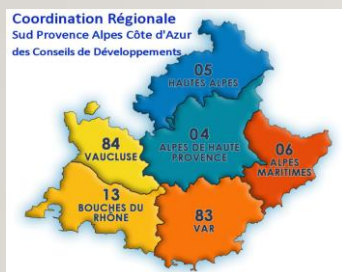 Coordination Régionale
Sud Provence Alpes Côte d'Azur
des Conseils de Développements
05
HAUTES-ALPES
04
ALPES DE HAUTE
PROVENCE
06
ALPES
MARITIMES
84
VAUCLUSE
13
BOUCHES DU
RHÔNE
83
VAR